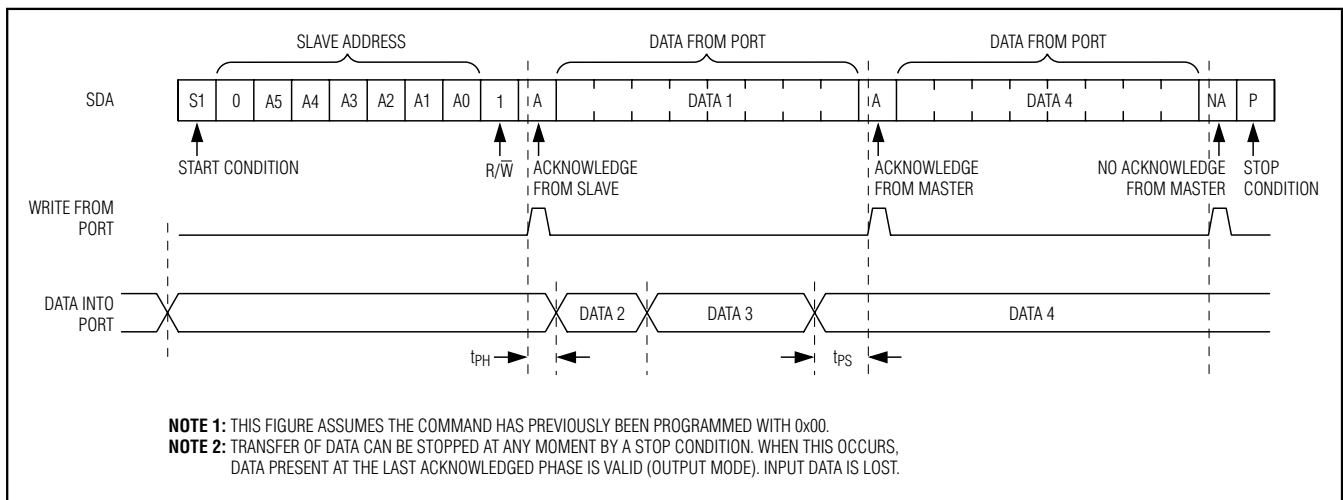 SLAVE ADDRESS DATA FROM PORT DATA FROM PORT
SDA S1 0 A5 A4 A3 A2 A1 A0 1 A DATA 1 A DATA 4 NA P
START CONDITION R/W̅ ACKNOWLEDGE FROM SLAVE ACKNOWLEDGE FROM MASTER NO ACKNOWLEDGE FROM MASTER STOP CONDITION
WRITE FROM PORT
DATA INTO PORT DATA 2 DATA 3 DATA 4
tPH tPS
NOTE 1: THIS FIGURE ASSUMES THE COMMAND HAS PREVIOUSLY BEEN PROGRAMMED WITH 0x00.
NOTE 2: TRANSFER OF DATA CAN BE STOPPED AT ANY MOMENT BY A STOP CONDITION. WHEN THIS OCCURS,
DATA PRESENT AT THE LAST ACKNOWLEDGED PHASE IS VALID (OUTPUT MODE). INPUT DATA IS LOST.